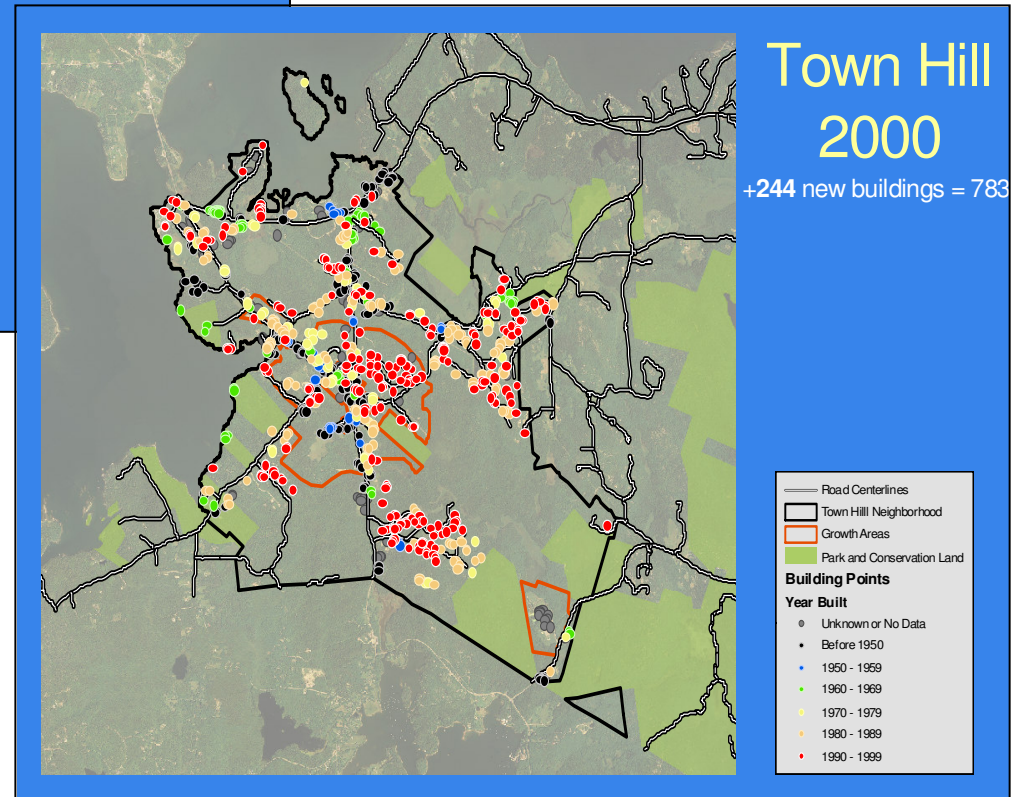 Town Hill
2000
+244 new buildings = 783
Road Centerlines
Town Hilll Neighborhood
Growth Areas
Park and Conservation Land
Building Points
Year Built
Unknown or No Data
Before 1950
1950 - 1959
1960 - 1969
1970 - 1979
1980 - 1989
1990 - 1999